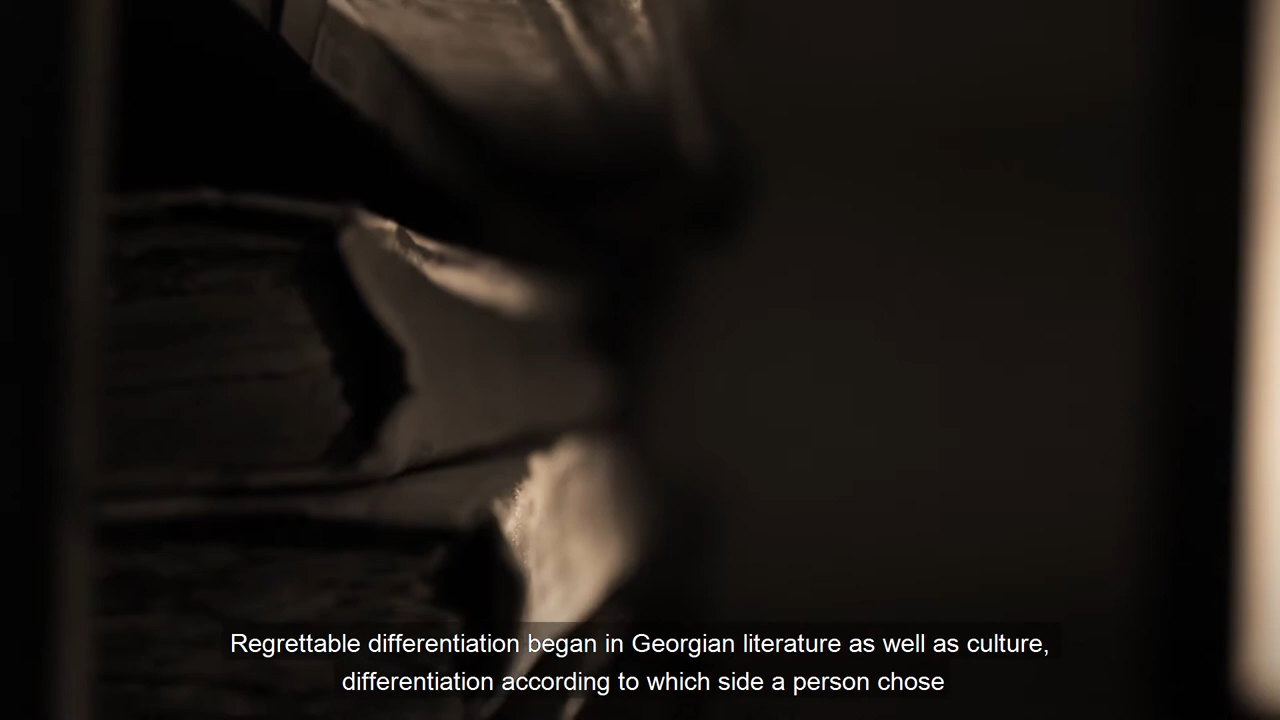 Regrettable differentiation began in Georgian literature as well as culture,
differentiation according to which side a person chose